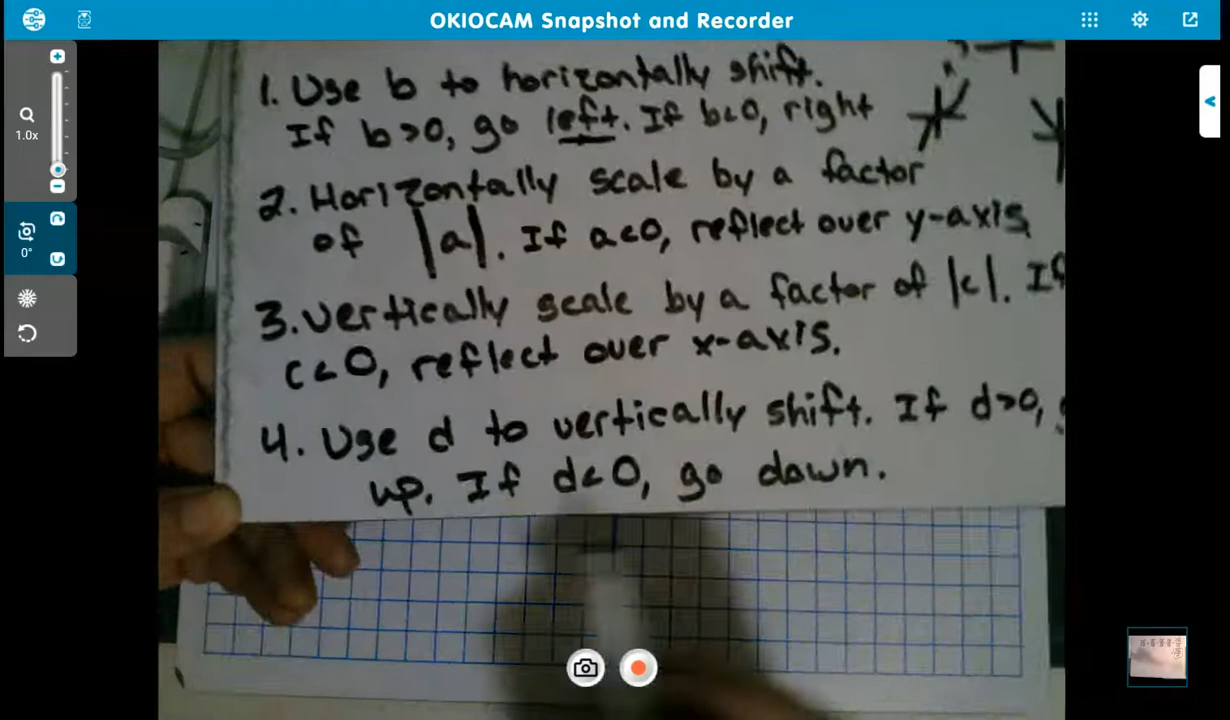 OKIOCAM Snapshot and Recorder
1.0x
0°
1. Use b to horizontally shift.
If b>0, go left. If b<0, right
2. Horizontally scale by a factor
of |a|. If a<0, reflect over y-axis
3. Vertically scale by a factor of |c|. If
c<0, reflect over x-axis.
4. Use d to vertically shift. If d>0,
up. If d<0, go down.